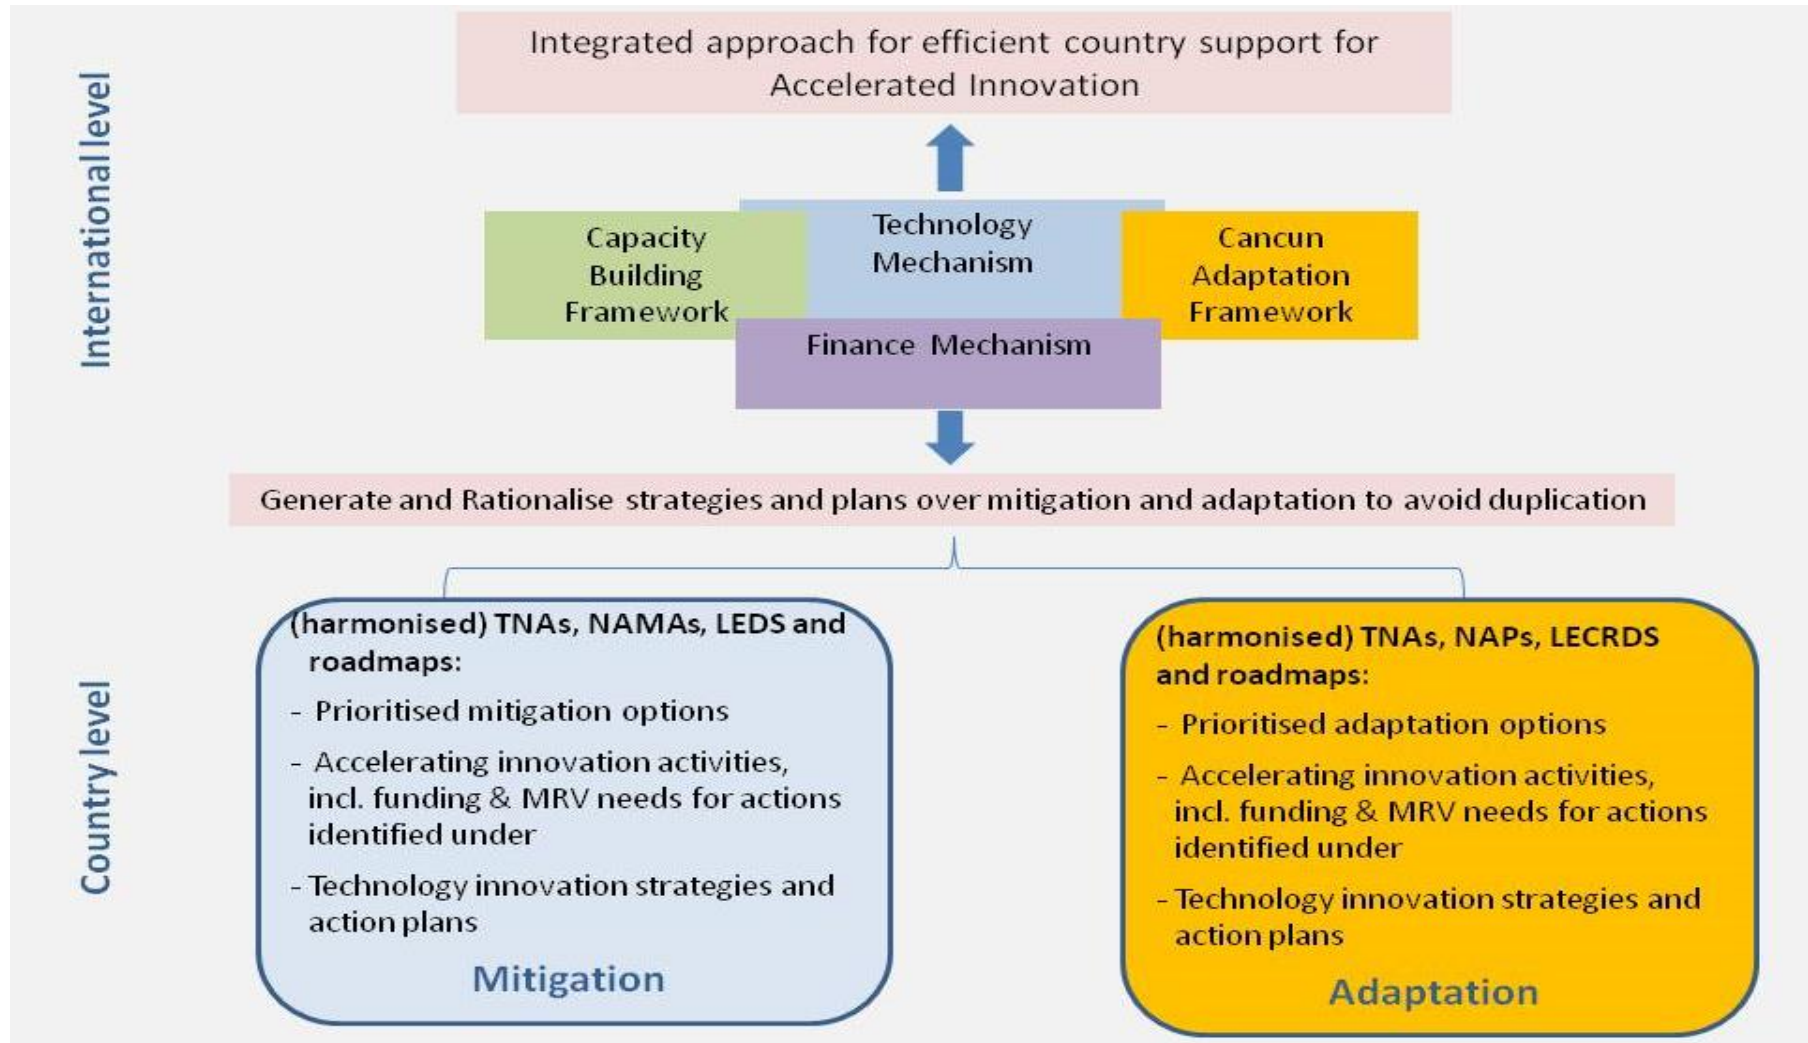 International level
Integrated approach for efficient country support for
Accelerated Innovation
Capacity
Building
Framework
Technology
Mechanism
Cancun
Adaptation
Framework
Finance Mechanism
Generate and Rationalise strategies and plans over mitigation and adaptation to avoid duplication
Country level
(harmonised) TNAs, NAMAs, LEDS and
roadmaps:
- Prioritised mitigation options
- Accelerating innovation activities,
incl. funding & MRV needs for actions
identified under
- Technology innovation strategies and
action plans
Mitigation
(harmonised) TNAs, NAPs, LECRDS
and roadmaps:
- Prioritised adaptation options
- Accelerating innovation activities,
incl. funding & MRV needs for actions
identified under
- Technology innovation strategies and
action plans
Adaptation